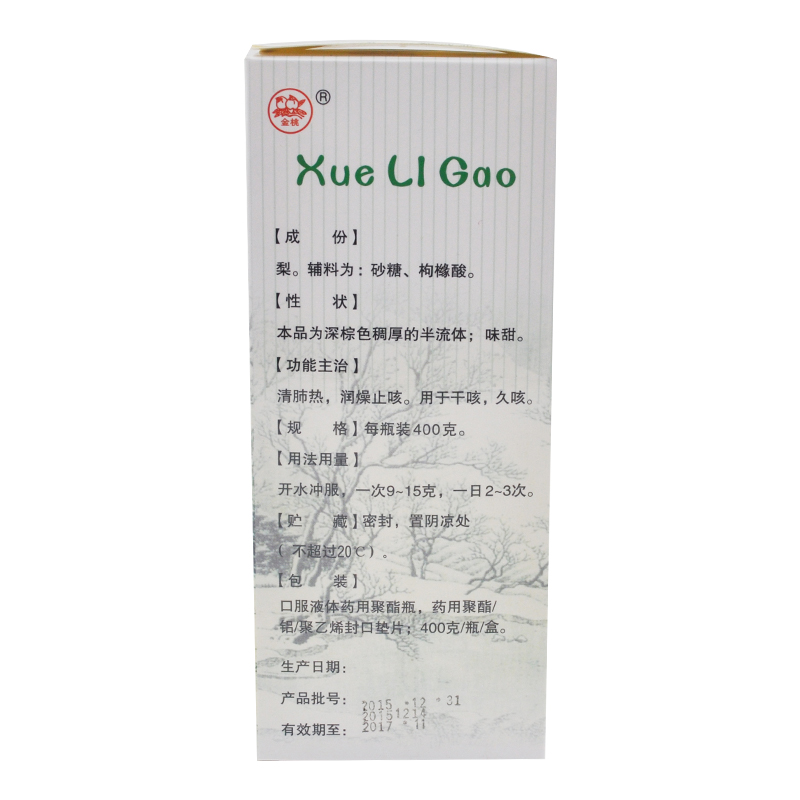 金桃
®
Xue LI Gao
【成 份】
梨。辅料为：砂糖、枸橼酸。
【性 状】
本品为深棕色稠厚的半流体；味甜。
【功能主治】
清肺热，润燥止咳。用于干咳，久咳。
【规 格】每瓶装400克。
【用法用量】
开水冲服，一次9~15克，一日2~3次。
【贮 藏】密封，置阴凉处
（不超过20℃）。
【包 装】
口服液体药用聚酯瓶，药用聚酯/
铝/聚乙烯封口垫片；400克/瓶/盒。
生产日期：
产品批号：2015 12 31
20151214
有效期至：2017 11